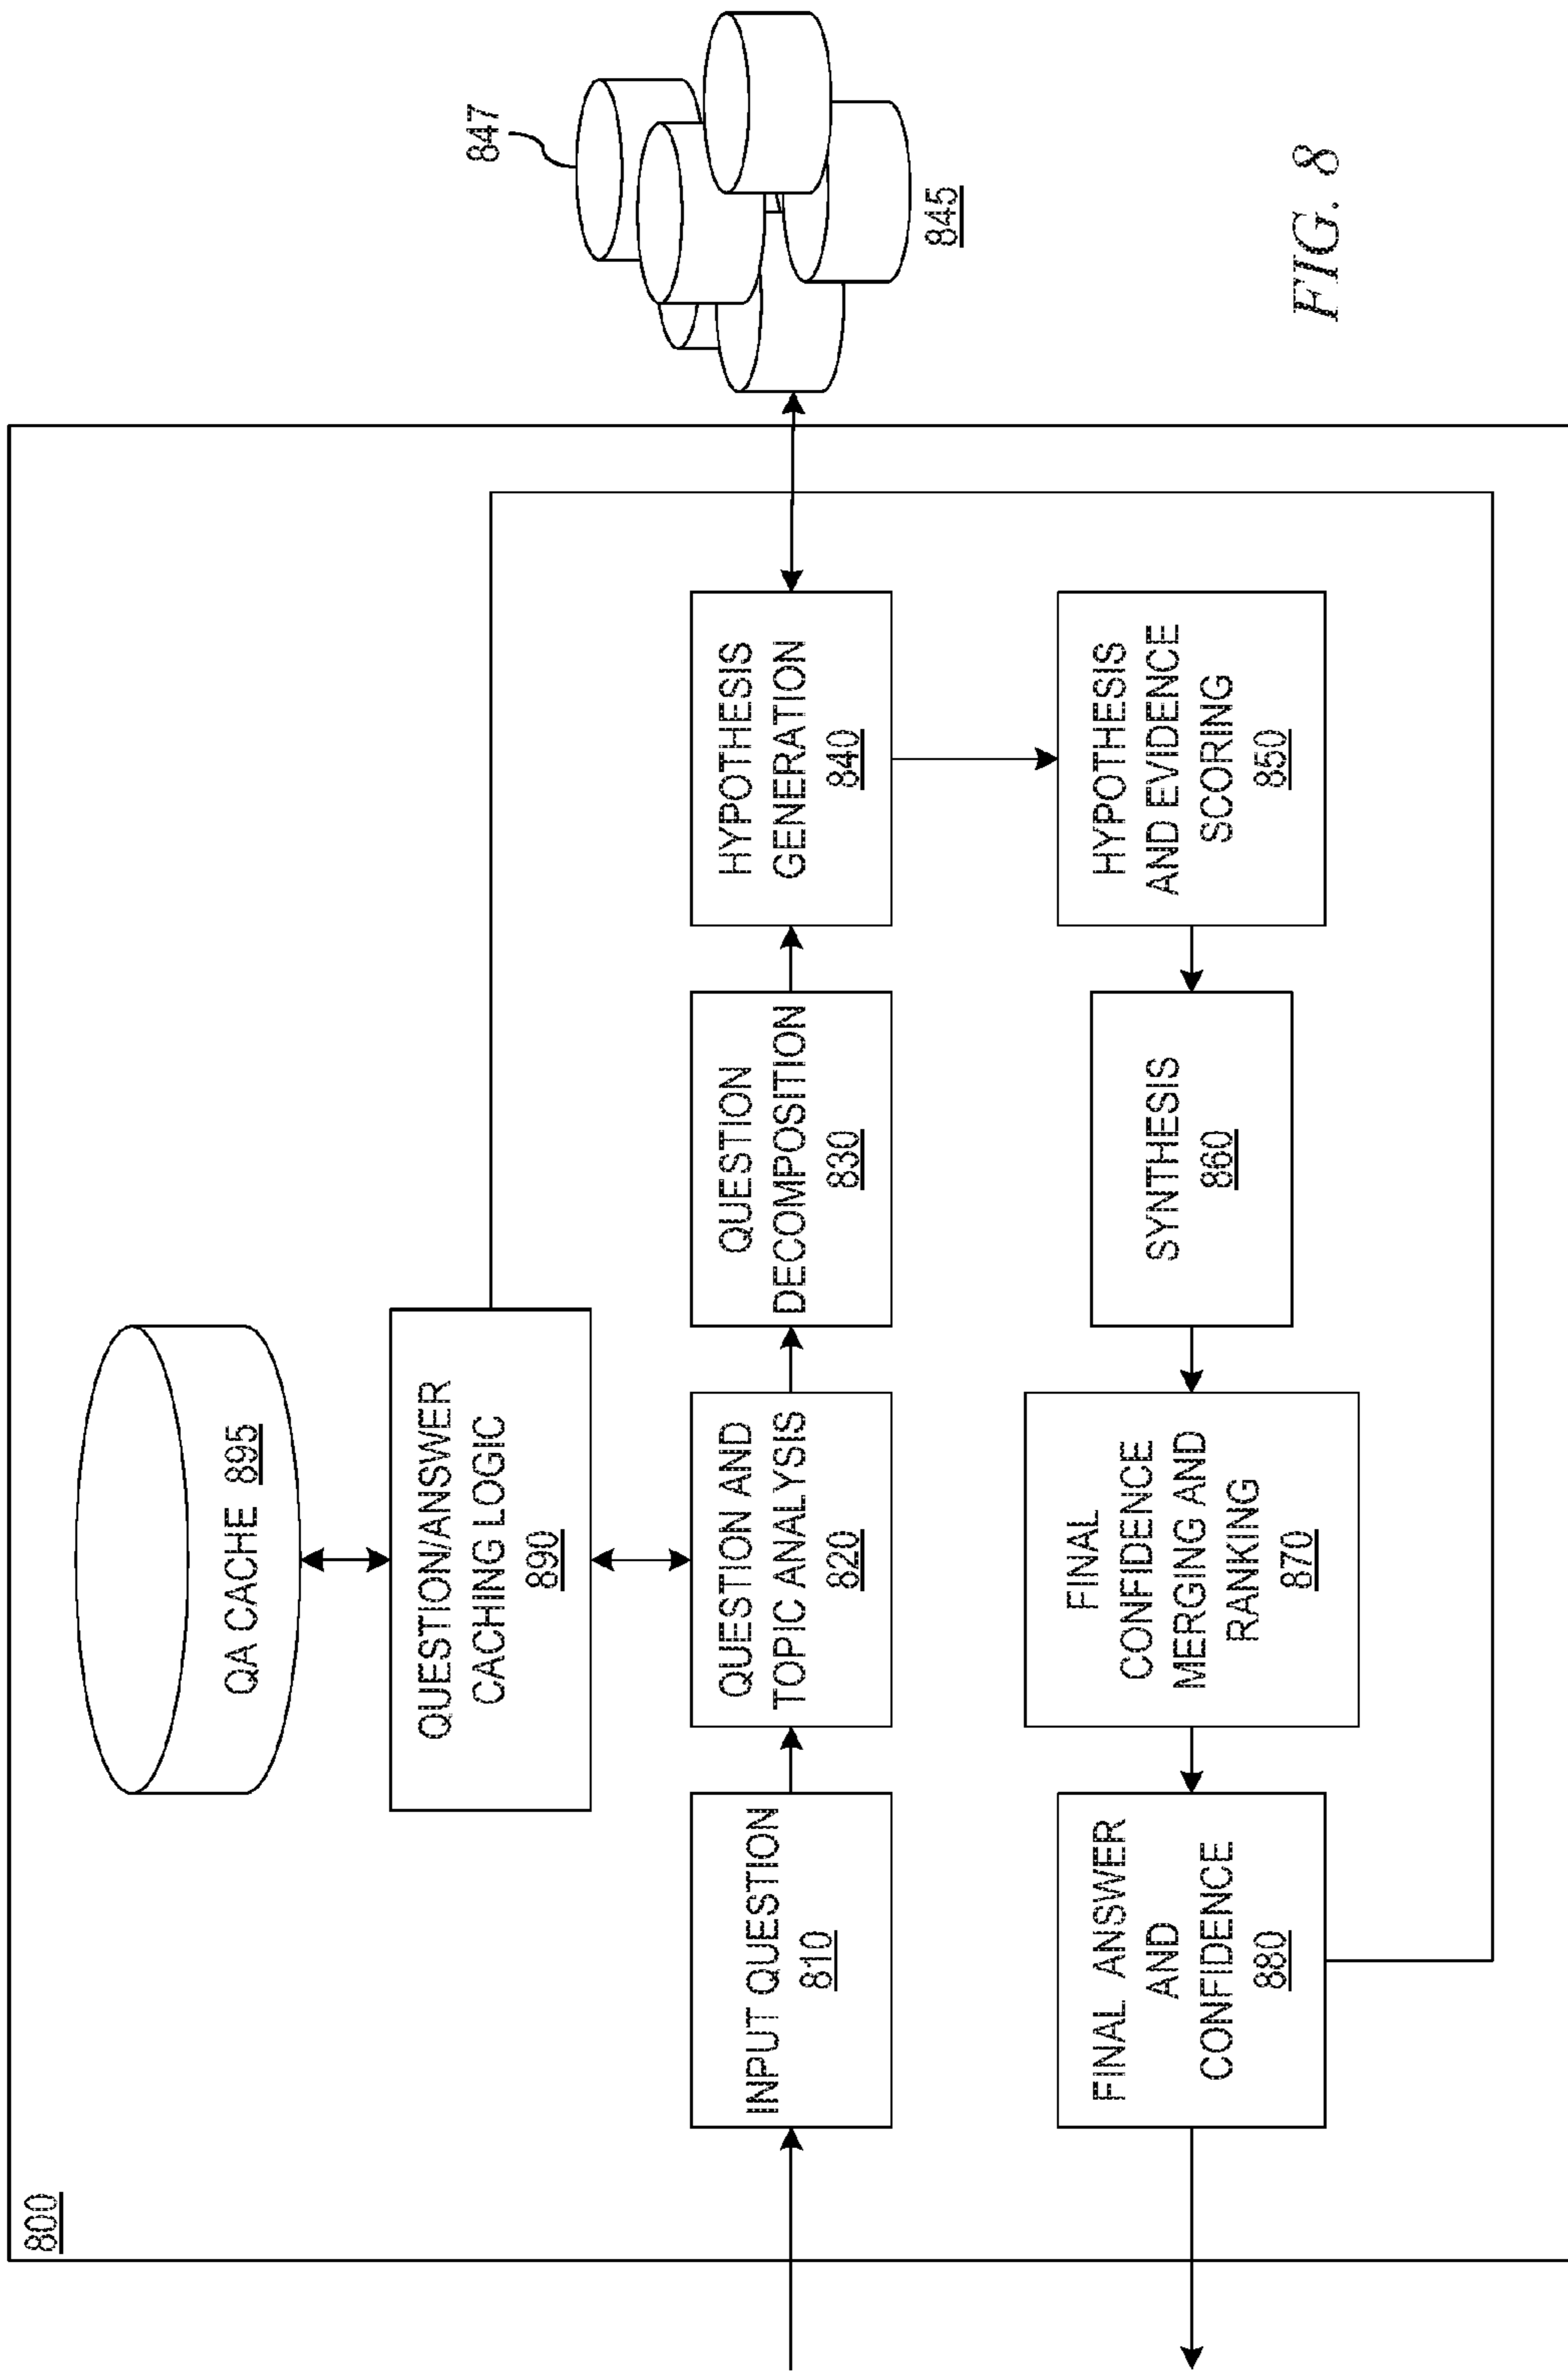 800
QA CACHE 895
QUESTION/ANSWER
CACHING LOGIC
890
INPUT QUESTION
810
QUESTION AND
TOPIC ANALYSIS
820
QUESTION
DECOMPOSITION
830
HYPOTHESIS
GENERATION
840
847
845
FINAL ANSWER
AND
CONFIDENCE
880
FINAL
CONFIDENCE
MERGING AND
RANKING
870
SYNTHESIS
860
HYPOTHESIS
AND EVIDENCE
SCORING
850
FIG. 8